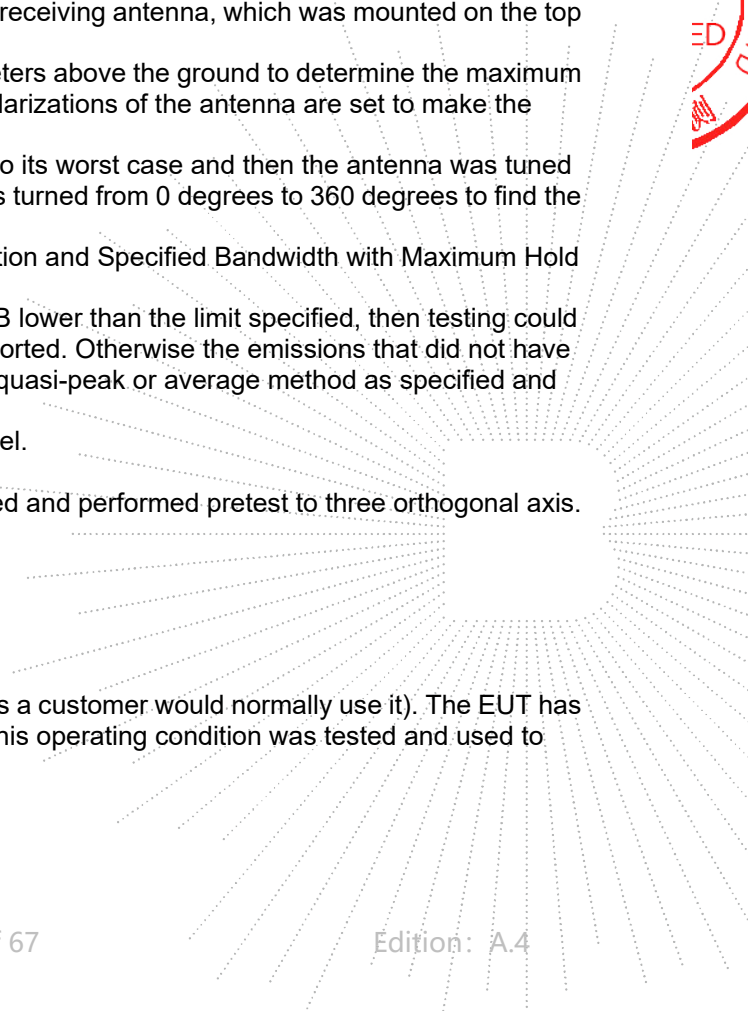 receiving antenna, which was mounted on the top
eters above the ground to determine the maximum
larizations of the antenna are set to make the
o its worst case and then the antenna was tuned
s turned from 0 degrees to 360 degrees to find the
tion and Specified Bandwidth with Maximum Hold
B lower than the limit specified, then testing could
orted. Otherwise the emissions that did not have
quasi-peak or average method as specified and
el.
ed and performed pretest to three orthogonal axis.
s a customer would normally use it). The EUT has
his operating condition was tested and used to
67
Edition: A.4
ED
测